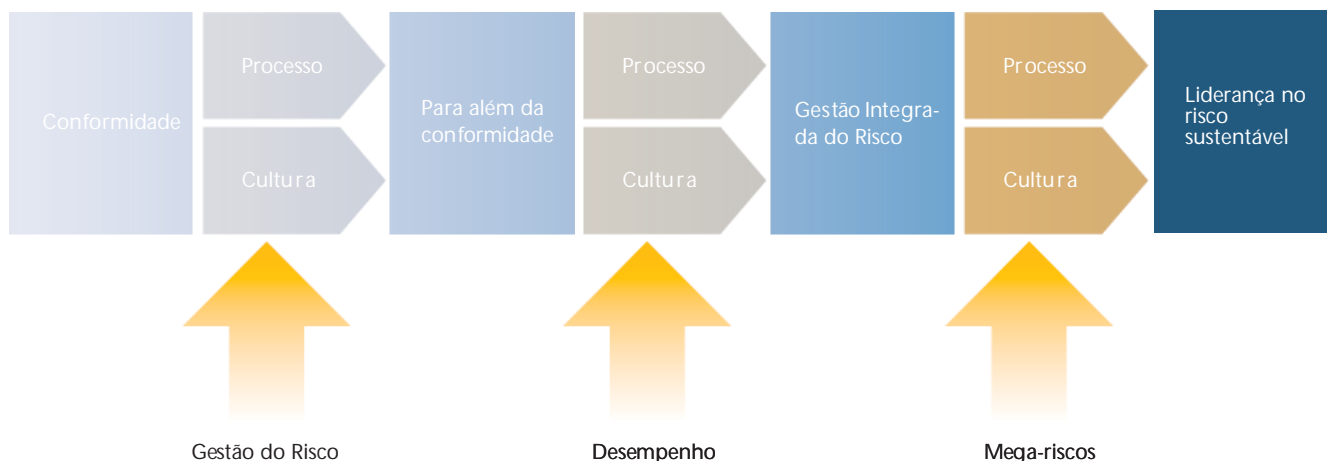 Conformidade
Processo
Cultura
Para além da
conformidade
Processo
Cultura
Gestão Integra-
da do Risco
Processo
Cultura
Liderança no
risco
sustentável
Gestão do Risco
Desempenho
Mega-riscos